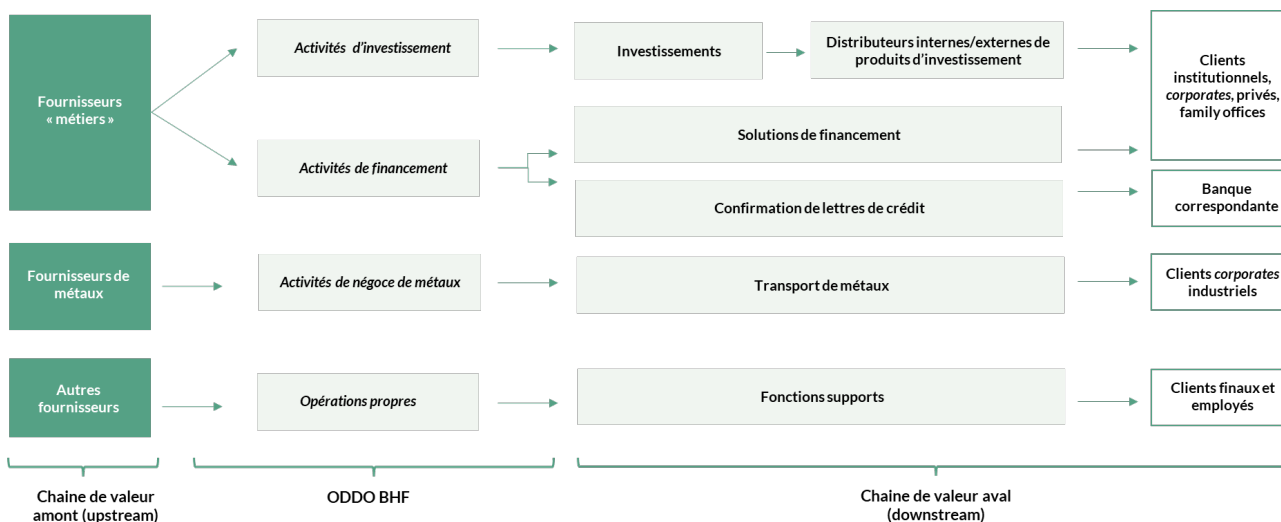 Fournisseurs
« métiers »
Activités d'investissement
Investissements
Distributeurs internes/externes de
produits d'investissement
Clients
institutionnels,
corporates, privés,
family offices
Activités de financement
Solutions de financement
Confirmation de lettres de crédit
Banque
correspondante
Fournisseurs de
métaux
Activités de négoce de métaux
Transport de métaux
Clients corporates
industriels
Autres
fournisseurs
Opérations propres
Fonctions supports
Clients finaux et
employés
Chaine de valeur
amont (upstream)
ODDO BHF
Chaine de valeur aval
(downstream)